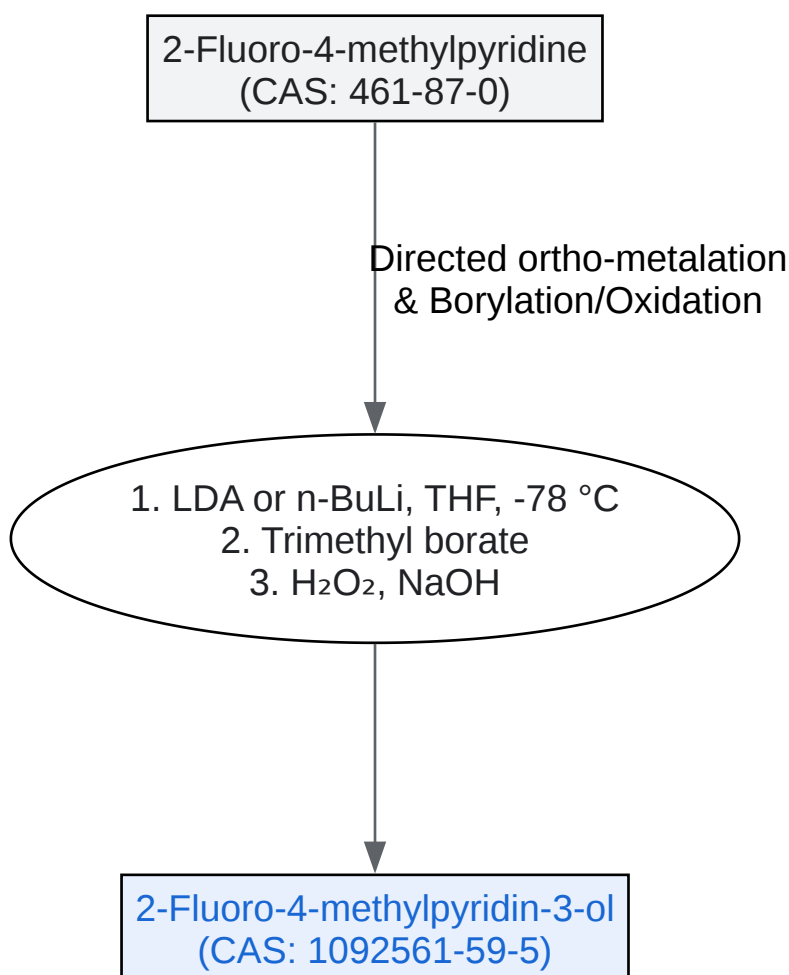 2-Fluoro-4-methylpyridine
(CAS: 461-87-0)
Directed ortho-metalation
& Borylation/Oxidation
1. LDA or n-BuLi, THF, -78 °C
2. Trimethyl borate
3. H₂O₂, NaOH
2-Fluoro-4-methylpyridin-3-ol
(CAS: 1092561-59-5)